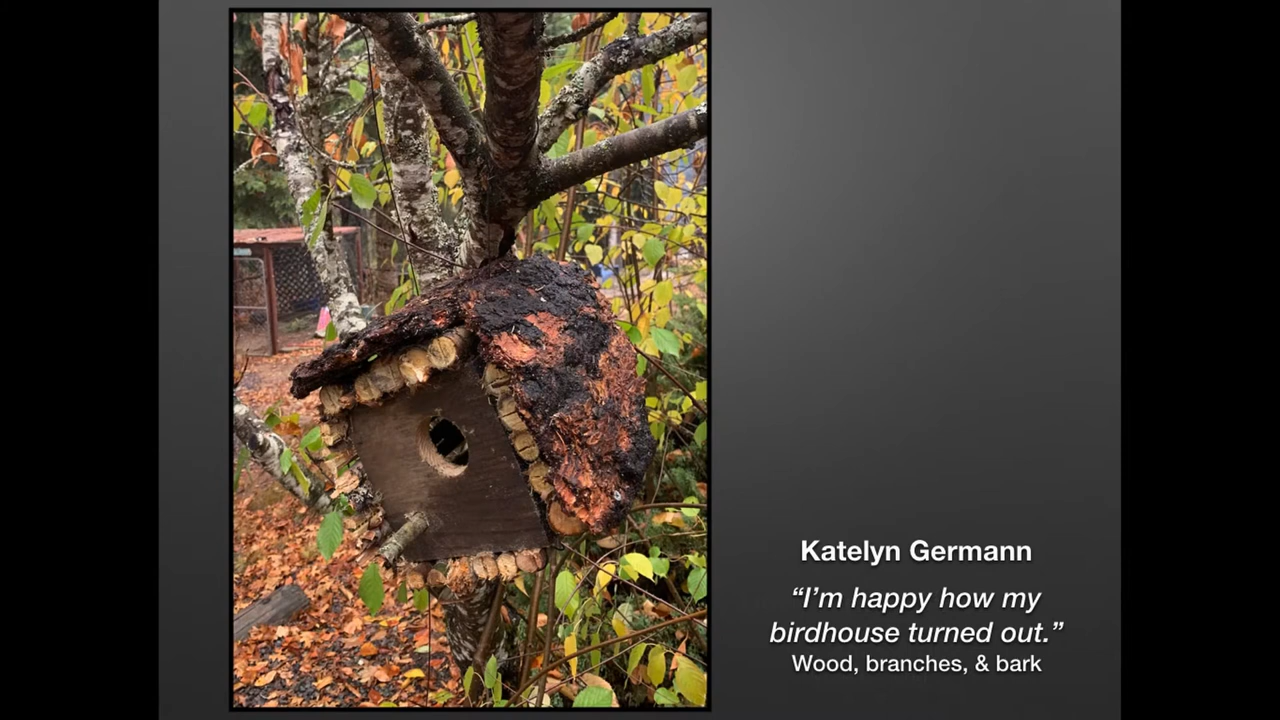 Katelyn Germann
“I’m happy how my
birdhouse turned out.”
Wood, branches, & bark